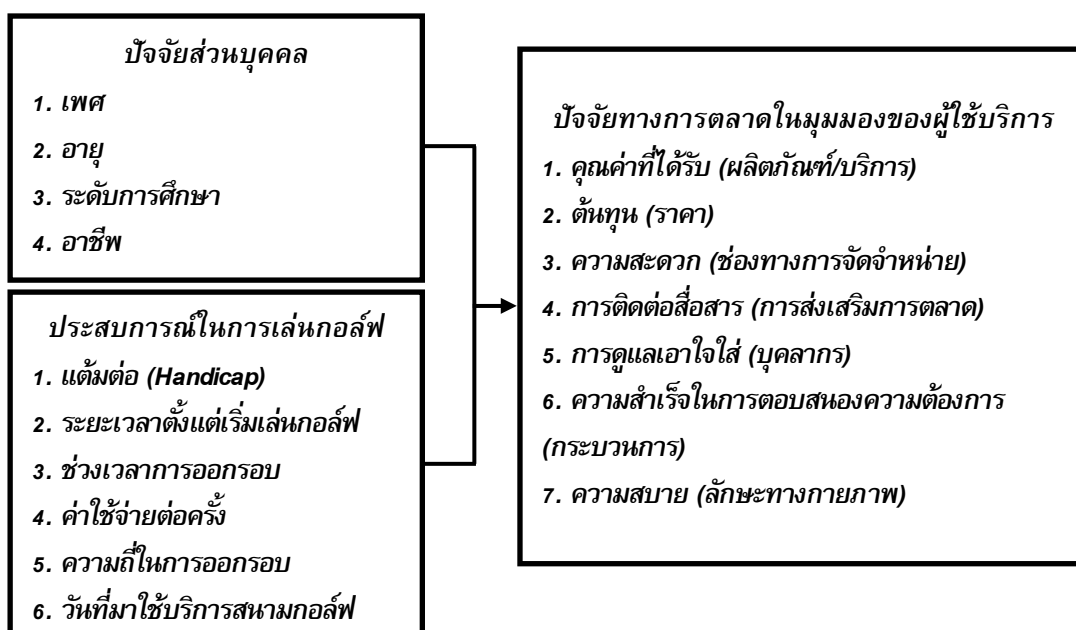 ปัจจัยส่วนบุคคล
1. เพศ
2. อายุ
3. ระดับการศึกษา
4. อาชีพ
ประสบการณ์ในการเล่นกอล์ฟ
1. แต้มต่อ (Handicap)
2. ระยะเวลาตั้งแต่เริ่มเล่นกอล์ฟ
3. ช่วงเวลาการออกรอบ
4. ค่าใช้จ่ายต่อครั้ง
5. ความถี่ในการออกรอบ
6. วันที่มาใช้บริการสนามกอล์ฟ
ปัจจัยทางการตลาดในมุมมองของผู้ใช้บริการ
1. คุณค่าที่ได้รับ (ผลิตภัณฑ์/บริการ)
2. ต้นทุน (ราคา)
3. ความสะดวก (ช่องทางการจัดจำหน่าย)
4. การติดต่อสื่อสาร (การส่งเสริมการตลาด)
5. การดูแลเอาใจใส่ (บุคลากร)
6. ความสำเร็จในการตอบสนองความต้องการ
(กระบวนการ)
7. ความสบาย (ลักษะทางกายภาพ)